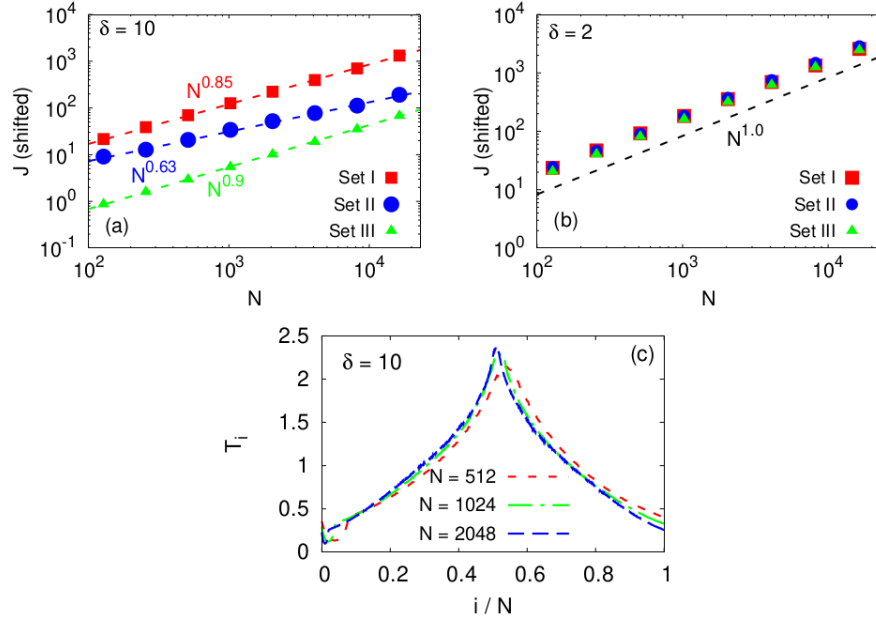 δ = 10
10^4
10^3
10^2
10^1
10^0
10^-1
J (shifted)
N^0.85
N^0.63
N^0.9
Set I
Set II
Set III
(a)
10^2
10^3
10^4
N
δ = 2
10^4
10^3
10^2
10^1
10^0
J (shifted)
N^1.0
Set I
Set II
Set III
(b)
10^2
10^3
10^4
N
2.5
2
1.5
1
0.5
0
T_i
δ = 10
(c)
N = 512
N = 1024
N = 2048
0
0.2
0.4
0.6
0.8
1
i / N